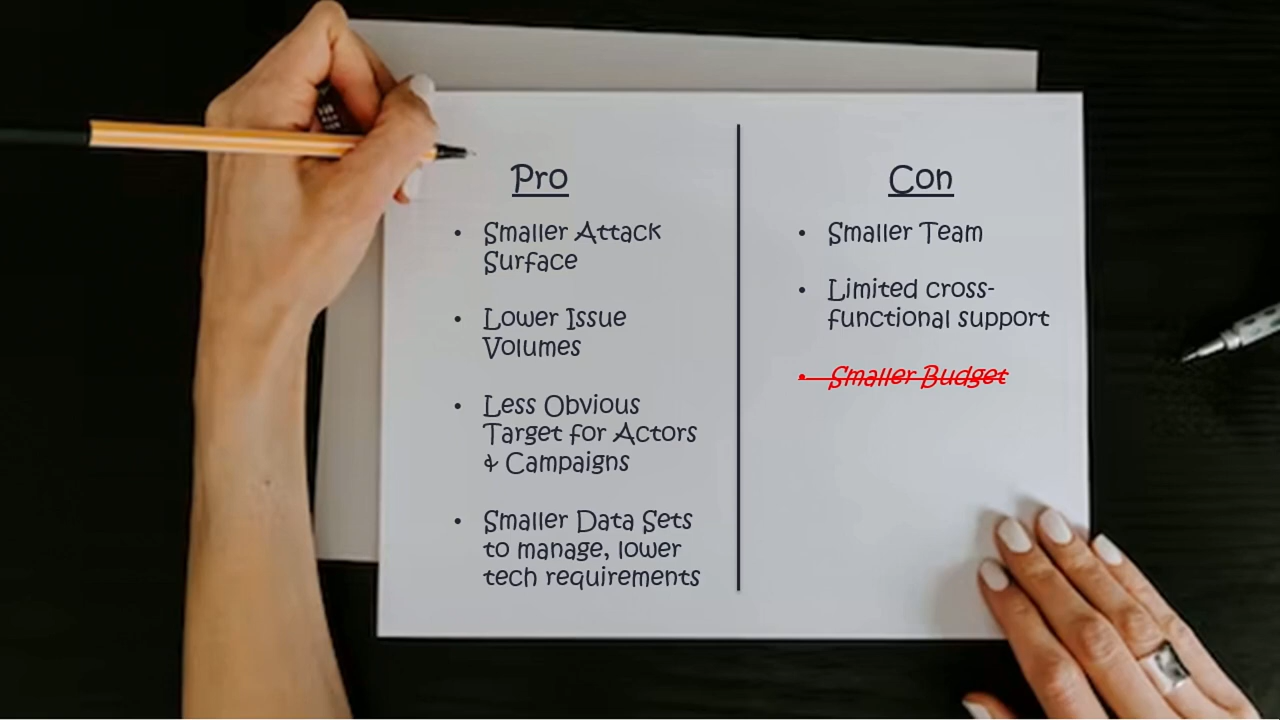 Pro
• Smaller Attack
Surface
• Lower Issue
Volumes
• Less Obvious
Target for Actors
& Campaigns
• Smaller Data Sets
to manage, lower
tech requirements
Con
• Smaller Team
• Limited cross-
functional support
• Smaller Budget